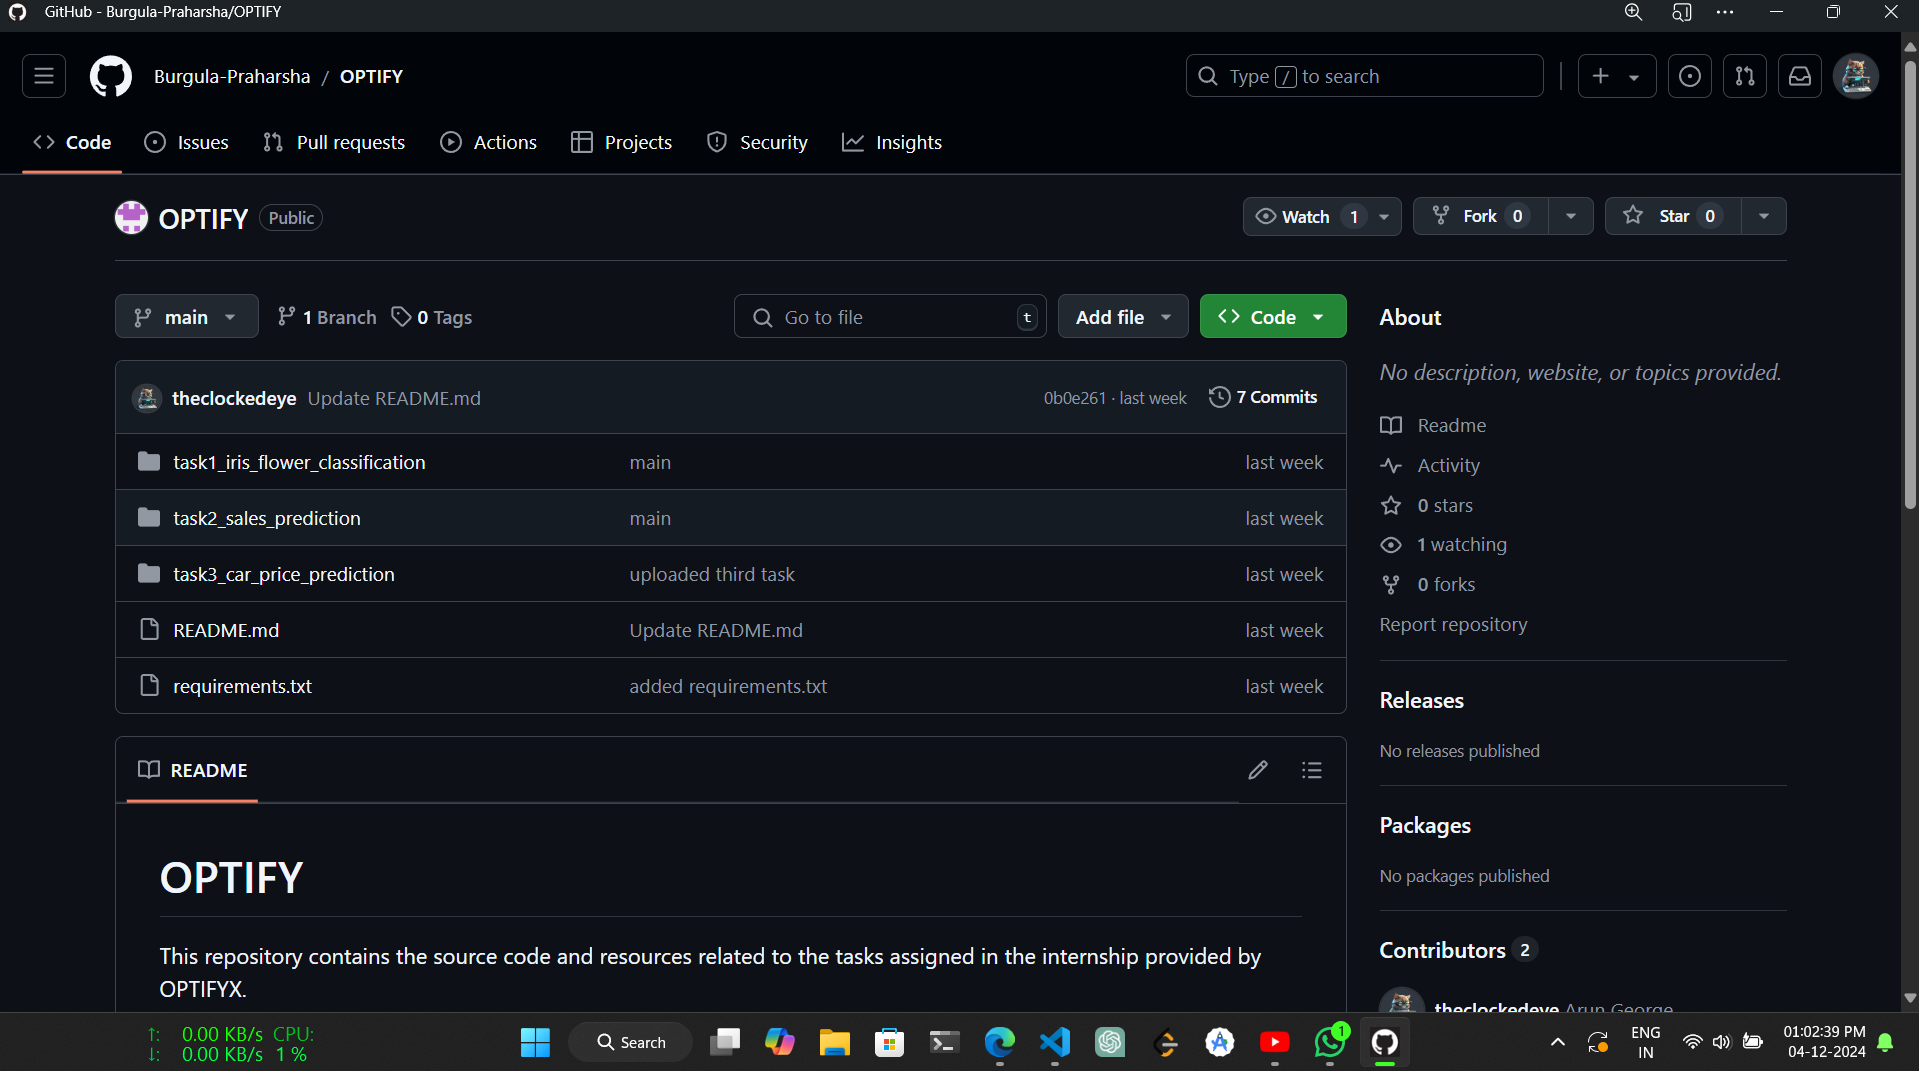 GitHub - Burgula-Praharsha/OPTIFY
Burgula-Praharsha / OPTIFY
Type / to search
Code Issues Pull requests Actions Projects Security Insights
OPTIFY Public
Watch 1 Fork 0 Star 0
main 1 Branch 0 Tags Go to file t Add file Code
theclockedeye Update README.md 0b0e261 · last week 7 Commits
task1_iris_flower_classification main last week
task2_sales_prediction main last week
task3_car_price_prediction uploaded third task last week
README.md Update README.md last week
requirements.txt added requirements.txt last week
README
OPTIFY
This repository contains the source code and resources related to the tasks assigned in the internship provided by
OPTIFYX.
About
No description, website, or topics provided.
Readme
Activity
0 stars
1 watching
0 forks
Report repository
Releases
No releases published
Packages
No packages published
Contributors 2
theclockedeye Arun George
↑: 0.00 KB/s CPU:
↓: 0.00 KB/s 1 %
Search
1
ENG
IN
01:02:39 PM
04-12-2024